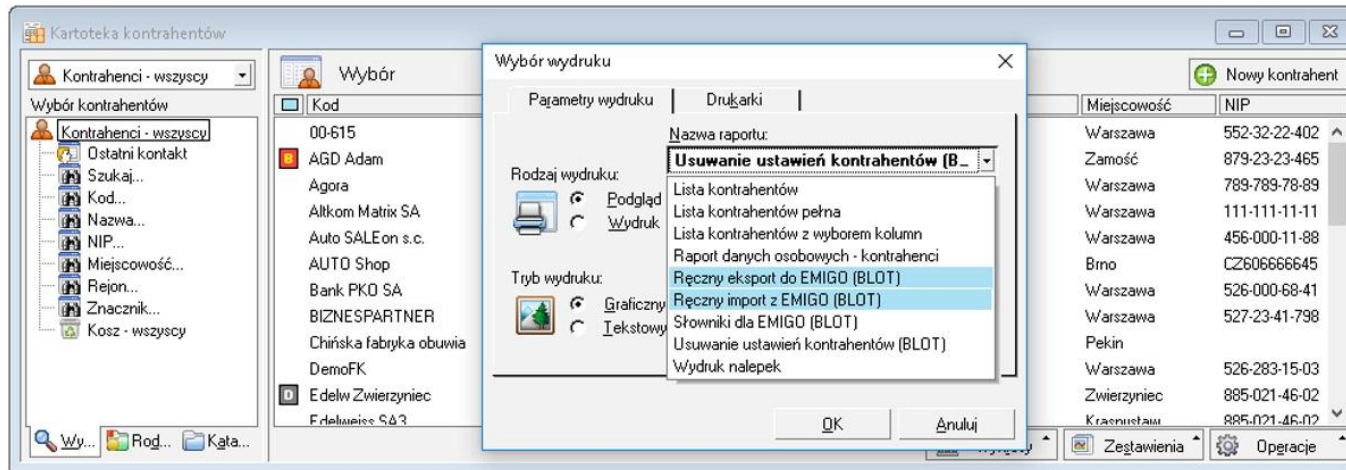 Kartoteka kontrahentów
Kontrahenci - wszyscy
Wybór kontrahentów
Kontrahenci - wszyscy
Ostatni kontakt
Szukaj...
Kod...
Nazwa...
NIP...
Miejscowość...
Rejon...
Znacznik...
Kosz - wszyscy
Wy...
Rod...
Kata...
Wybór
Nowy kontrahent
Kod
Miejscowość
NIP
00-615
Warszawa
552-32-22-402
B
AGD Adam
Zamość
879-23-23-465
Agora
Warszawa
789-789-78-89
Altkom Matrix SA
Warszawa
111-111-11-11
Auto SALEon s.c.
Warszawa
456-000-11-88
AUTO Shop
Brno
CZ606666645
Bank PKO SA
Warszawa
526-000-68-41
BIZNESPARTNER
Warszawa
527-23-41-798
Chińska fabryka obuwia
Pekin
DemoFK
Warszawa
526-283-15-03
D
Edelw Zwierzyniec
Zwierzyniec
885-021-46-02
Edelweiss SA3
Krasnystaw
885-021-46-02
Wybór wydruku
Parametry wydruku
Drukarki
Nazwa raportu:
Usuwanie ustawień kontrahentów (B_
Rodzaj wydruku:
Podgląd
Wydruk
Tryb wydruku:
Graficzny
Tekstowy
Lista kontrahentów
Lista kontrahentów pełna
Lista kontrahentów z wyborem kolumn
Raport danych osobowych - kontrahenci
Ręczny eksport do EMIGO (BLOT)
Ręczny import z EMIGO (BLOT)
Słowniki dla EMIGO (BLOT)
Usuwanie ustawień kontrahentów (BLOT)
Wydruk nalepek
OK
Anuluj
Zestawienia
Operacje